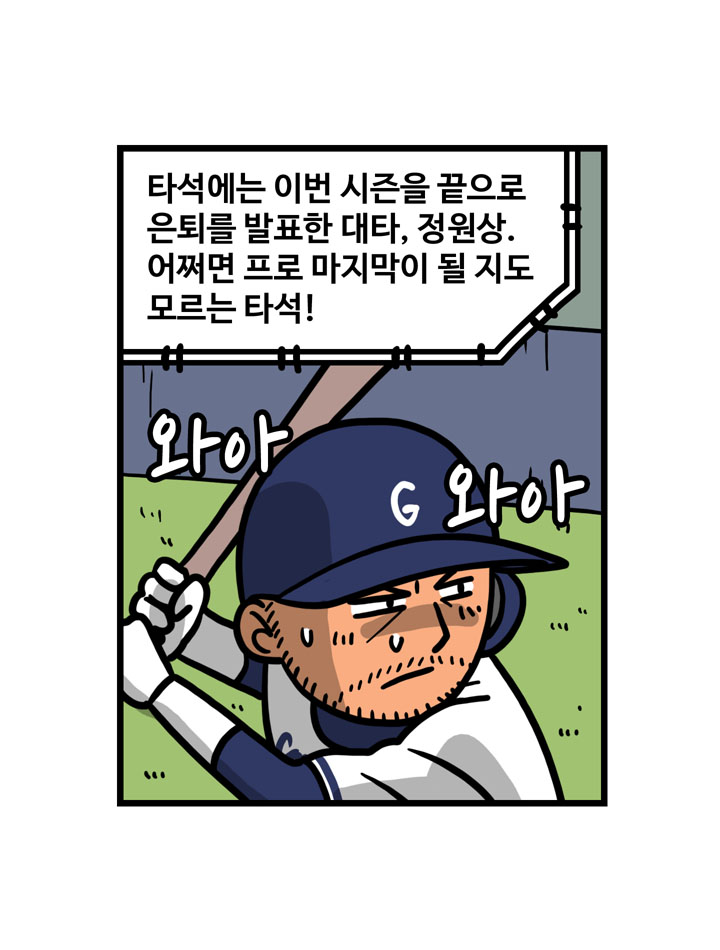 타석에는 이번 시즌을 끝으로
은퇴를 발표한 대타, 정원상.
어쩌면 프로 마지막이 될 지도
모르는 타석!
와아
G 와아